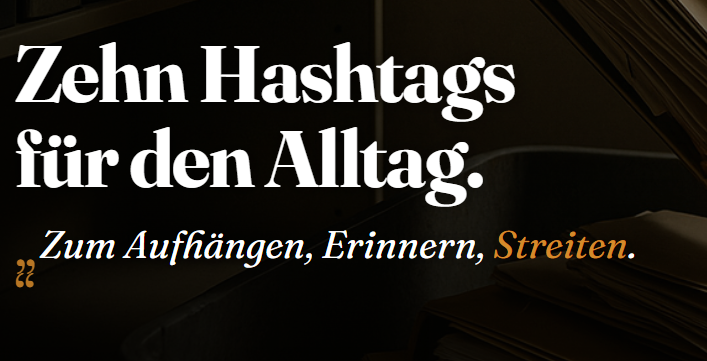 Zehn Hashtags
für den Alltag.
„Zum Aufhängen, Erinnern, Streiten.